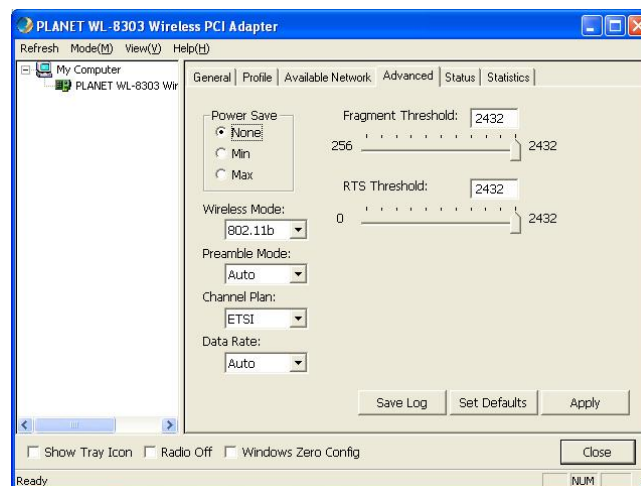 PLANET WL-8303 Wireless PCI Adapter
Refresh Mode(M) View(V) Help(H)
My Computer
PLANET WL-8303 Wir
General Profile Available Network Advanced Status Statistics
Power Save
None
Min
Max
Wireless Mode:
802.11b
Preamble Mode:
Auto
Channel Plan:
ETSI
Data Rate:
Auto
Fragment Threshold: 2432
256 2432
RTS Threshold: 2432
0 2432
Save Log Set Defaults Apply
Show Tray Icon Radio Off Windows Zero Config Close
Ready NUM